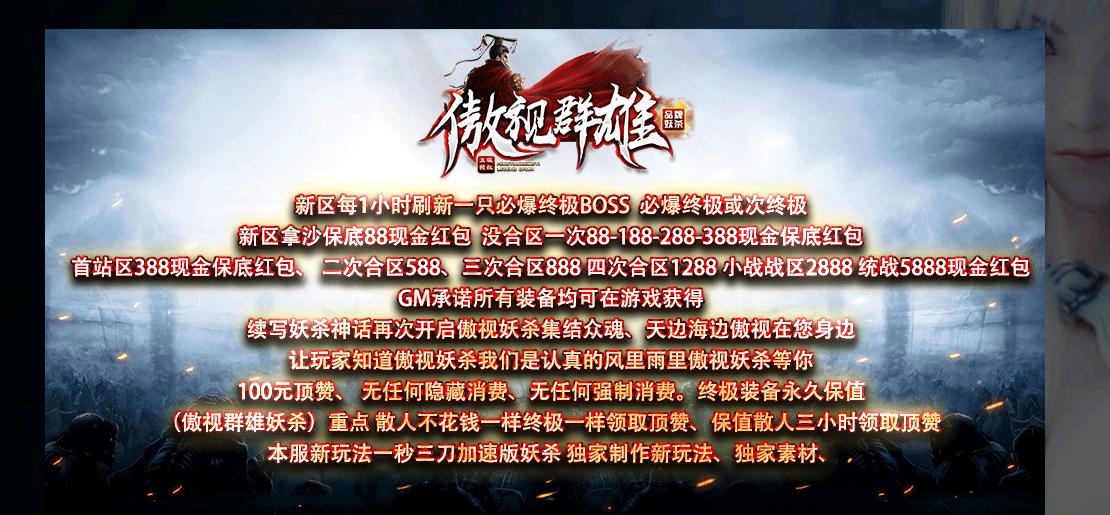 傲视群雄
品牌
妖杀
新区每1小时刷新一只必爆终极BOSS 必爆终极或次终极
新区拿沙保底88现金红包 没合区一次88-188-288-388现金保底红包
首站区388现金保底红包、 二次合区588、三次合区888 四次合区1288 小战战区2888 统战5888现金红包
GM承诺所有装备均可在游戏获得
续写妖杀神话再次开启傲视妖杀集结众魂、天边海边傲视在您身边
让玩家知道傲视妖杀我们是认真的风里雨里傲视妖杀等你
100元顶赞、 无任何隐藏消费、无任何强制消费。终极装备永久保值
（傲视群雄妖杀）重点 散人不花钱一样终极一样领取顶赞、保值散人三小时领取顶赞
本服新玩法一秒三刀加速版妖杀 独家制作新玩法、独家素材、